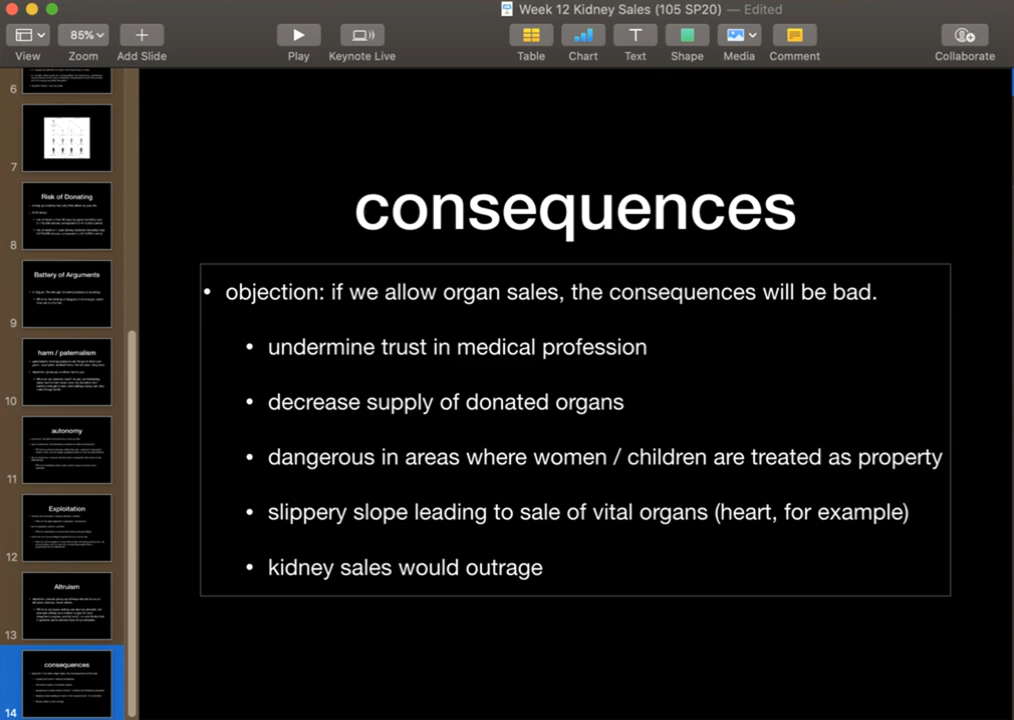 Week 12 Kidney Sales (105 SP20) — Edited
85%
View
Zoom
Add Slide
Play
Keynote Live
Table
Chart
Text
Shape
Media
Comment
Collaborate
6
7
Risk of Donating
8
Battery of Arguments
9
harm / paternalism
10
autonomy
11
Exploitation
12
Altruism
13
consequences
14
consequences
• objection: if we allow organ sales, the consequences will be bad.
• undermine trust in medical profession
• decrease supply of donated organs
• dangerous in areas where women / children are treated as property
• slippery slope leading to sale of vital organs (heart, for example)
• kidney sales would outrage